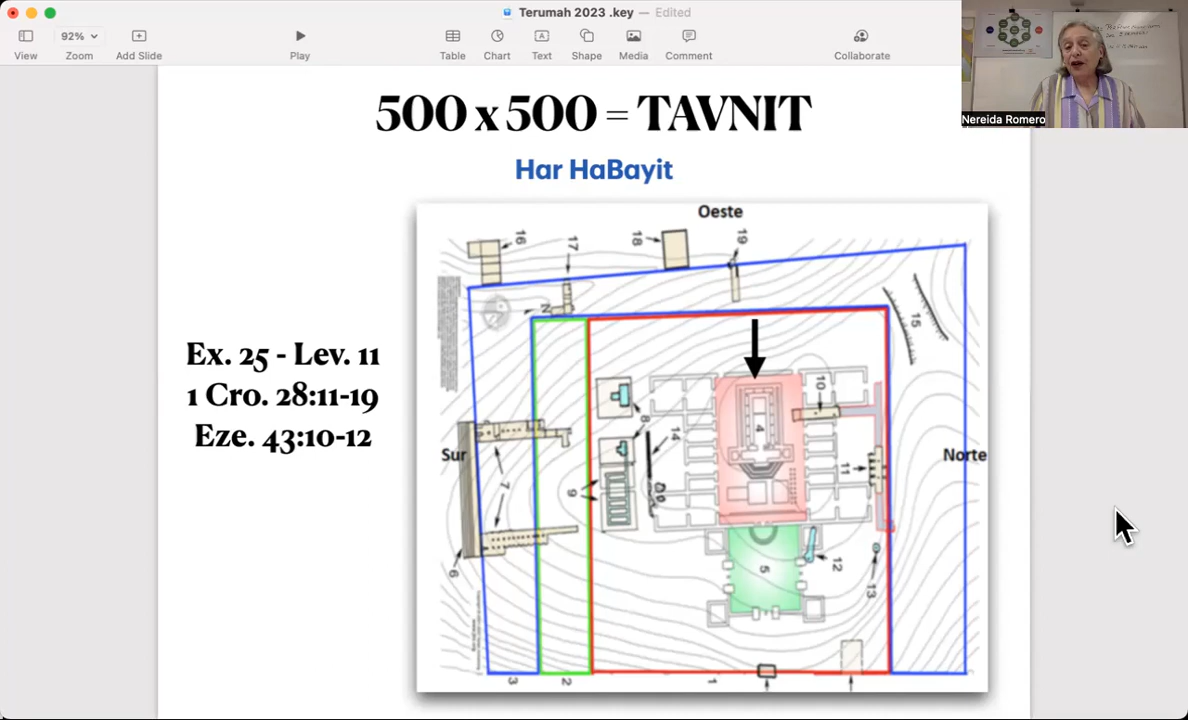 Terumah 2023 .key — Edited
92%
View
Zoom
Add Slide
Play
Table
Chart
Text
Shape
Media
Comment
Collaborate
Nereida Romero
500 x 500 = TAVNIT
Har HaBayit
Ex. 25 - Lev. 11
1 Cro. 28:11-19
Eze. 43:10-12
Oeste
16
17
18
19
N
15
10
8
4
14
Sur
Norte
11
7
9
5
12
13
6
3
2
1